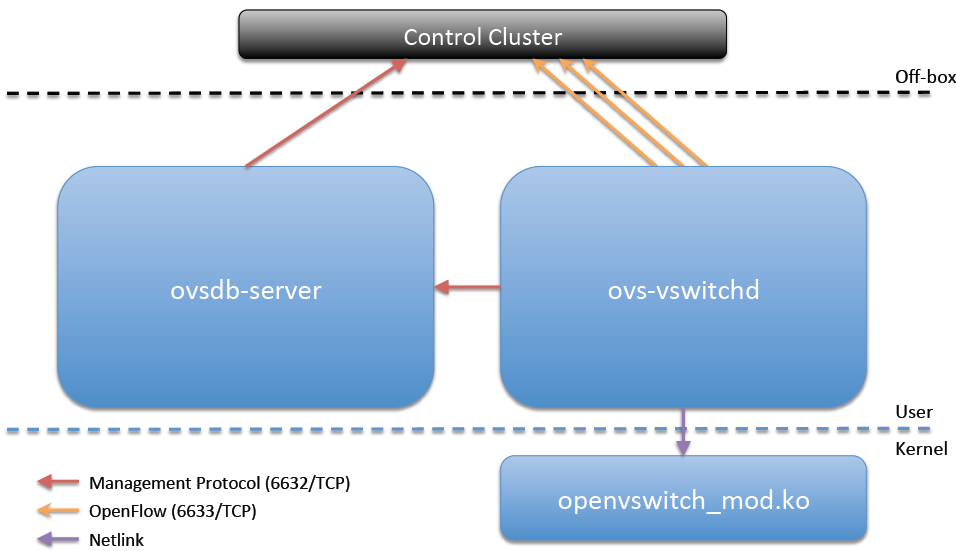 Control Cluster
Off-box
ovsdb-server
ovs-vswitchd
User
Kernel
Management Protocol (6632/TCP)
OpenFlow (6633/TCP)
Netlink
openvswitch_mod.ko